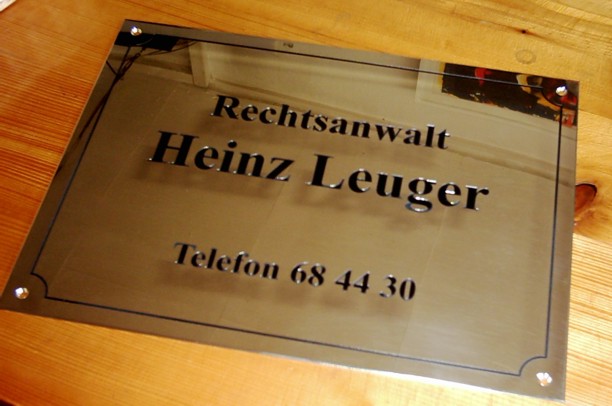 Rechtsanwalt
Heinz Leuger
Telefon 68 44 30